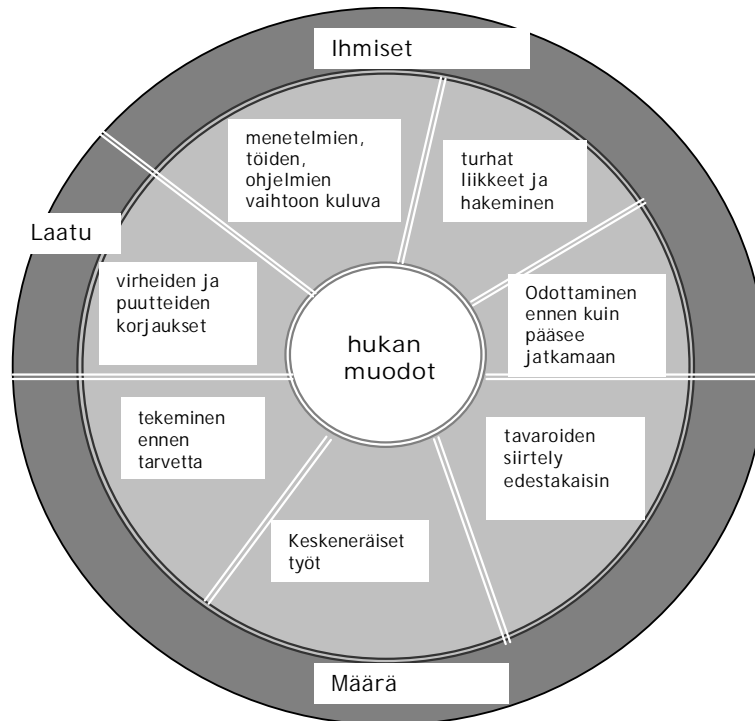 Ihmiset
menetelmien,
töiden,
ohjelmien
vaihtoon kuluva
turhat
liikkeet ja
hakeminen
Laatu
virheiden ja
puutteiden
korjaukset
Odottaminen
ennen kuin
pääsee
jatkamaan
hukan
muodot
tekeminen
ennen
tarvetta
tavaroiden
siirtely
edestakaisin
Keskeneräiset
työt
Määrä